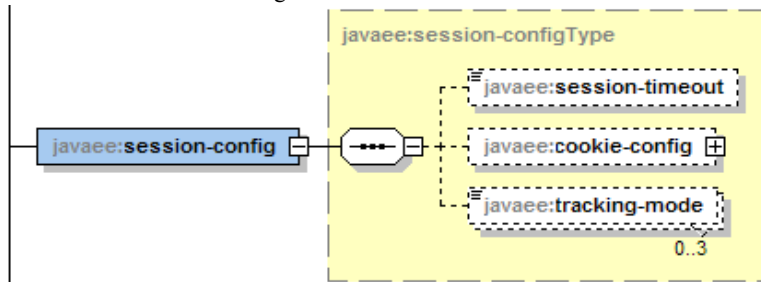 javaee:session-configType
javaee:session-timeout
javaee:session-config
javaee:cookie-config
javaee:tracking-mode
0..3